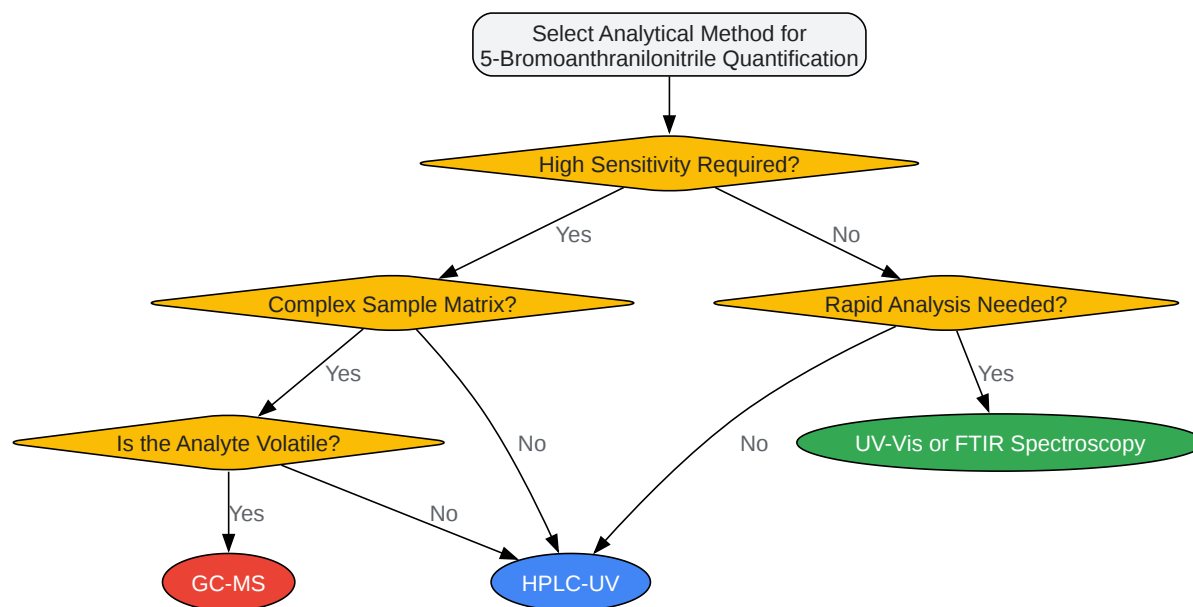 Select Analytical Method for
5-Bromoanthranilonitrile Quantification
High Sensitivity Required?
Yes
No
Complex Sample Matrix?
Rapid Analysis Needed?
Yes
Yes
Is the Analyte Volatile?
No
No
UV-Vis or FTIR Spectroscopy
Yes
No
GC-MS
HPLC-UV